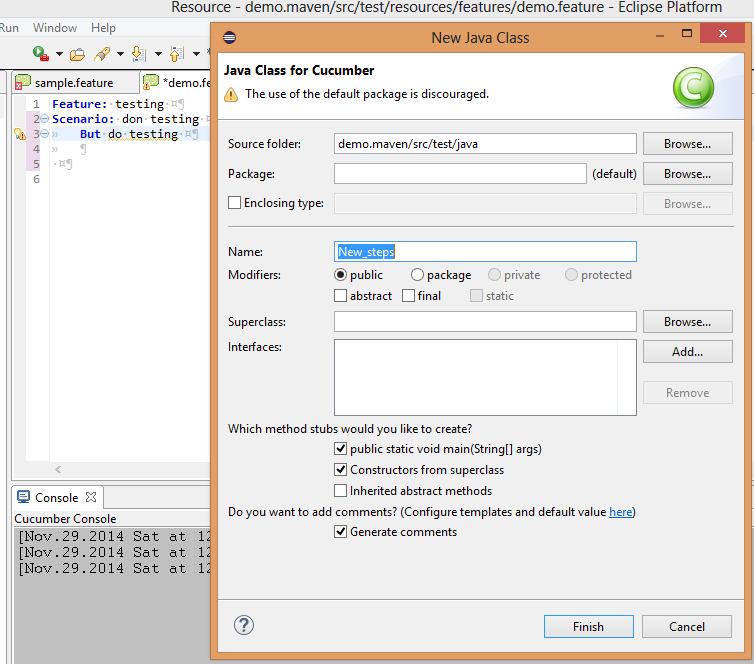 Resource - demo.maven/src/test/resources/features/demo.feature - Eclipse Platform
Run Window Help
New Java Class
sample.feature *demo.fe
Java Class for Cucumber
The use of the default package is discouraged.
1 Feature: testing ¤¶
2 Scenario: don testing ¤¶
3 » But do testing ¤¶
4 » ¶
5 ·¤¶
6
Source folder: demo.maven/src/test/java Browse...
Package: (default) Browse...
Enclosing type: Browse...
Name: New_steps
Modifiers: public package private protected
abstract final static
Superclass: Browse...
Interfaces: Add...
Remove
Which method stubs would you like to create?
public static void main(String[] args)
Constructors from superclass
Inherited abstract methods
Do you want to add comments? (Configure templates and default value here)
Generate comments
Console
Cucumber Console
[Nov.29.2014 Sat at 12
[Nov.29.2014 Sat at 12
[Nov.29.2014 Sat at 12
Finish Cancel